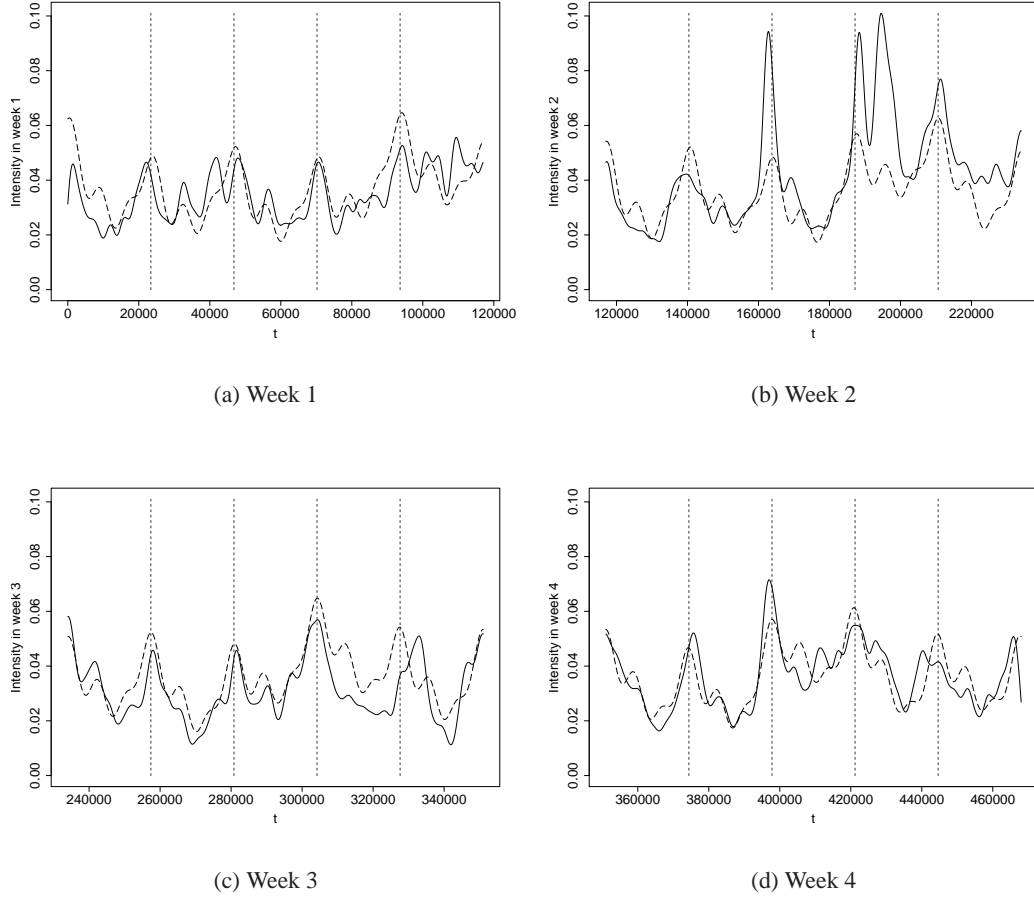 Intensity in week 1
0.00 0.02 0.04 0.06 0.08 0.10
0 20000 40000 60000 80000 100000 120000
t
(a) Week 1
Intensity in week 2
0.00 0.02 0.04 0.06 0.08 0.10
120000 140000 160000 180000 200000 220000
t
(b) Week 2
Intensity in week 3
0.00 0.02 0.04 0.06 0.08 0.10
240000 260000 280000 300000 320000 340000
t
(c) Week 3
Intensity in week 4
0.00 0.02 0.04 0.06 0.08 0.10
360000 380000 400000 420000 440000 460000
t
(d) Week 4